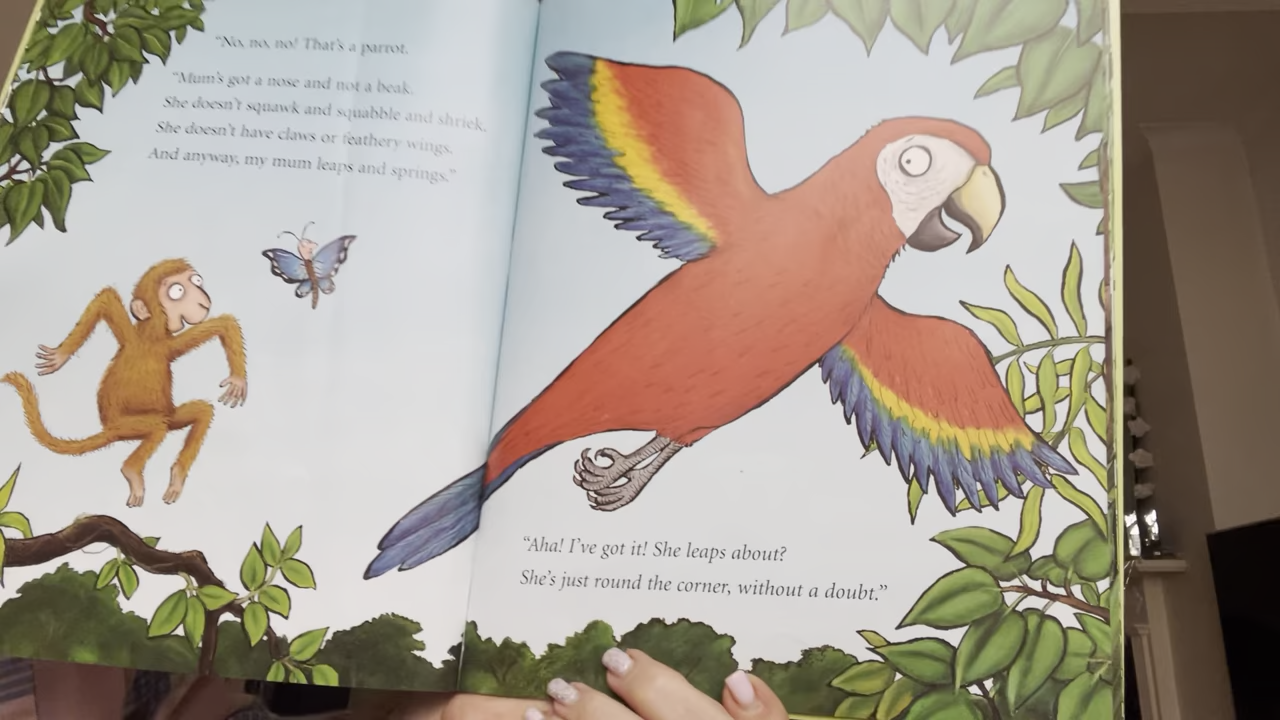 "No, no, no! That's a parrot.
"Mum's got a nose and not a beak.
She doesn't squawk and squabble and shriek.
She doesn't have claws or feathery wings.
And anyway, my mum leaps and springs."
"Aha! I've got it! She leaps about?
She's just round the corner, without a doubt."